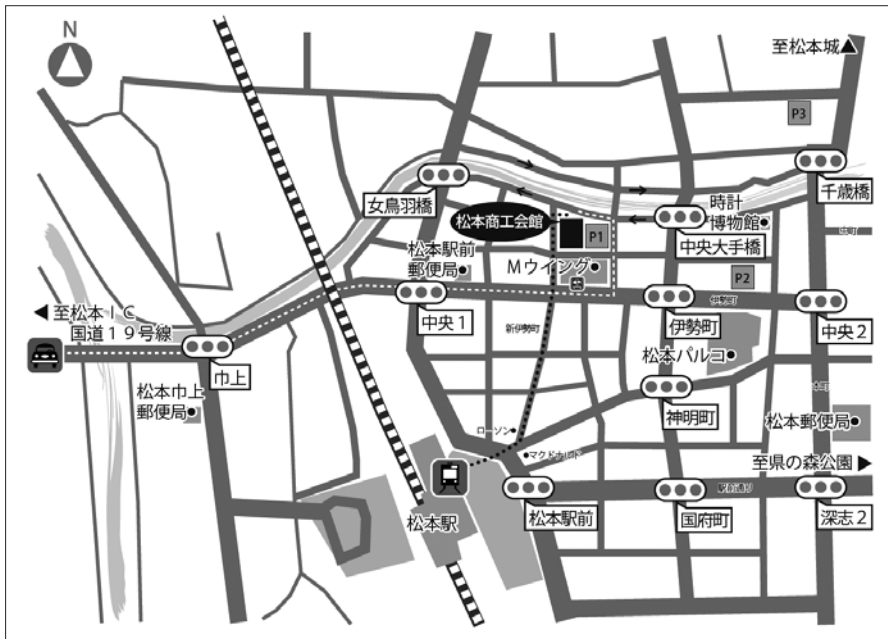 N
至松本城▲
P3
女鳥羽橋
千歳橋
松本商工会館
P1
時計
博物館
中央大手橋
松本駅前
郵便局
Mウイング
P2
◀至松本IC
国道19号線
中央1
伊勢町
伊勢町
中央2
新伊勢町
巾上
松本パルコ
松本巾上
郵便局
神明町
本町
松本郵便局
ローソン
マクドナルド
至県の森公園▶
駅前通り
松本駅
松本駅前
国府町
深志2